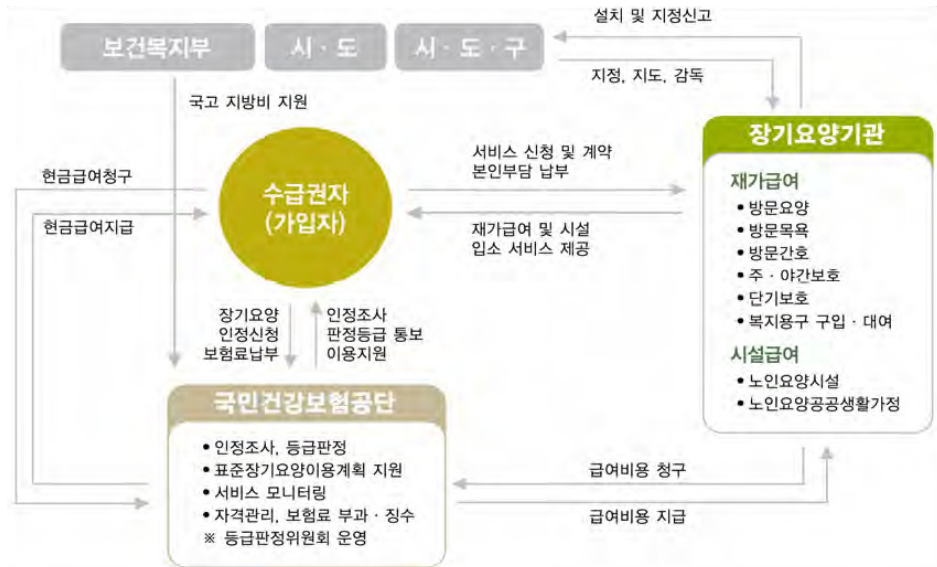 설치 및 지정신고
보건복지부
시 · 도
시 · 도 · 구
지정, 지도, 감독
국고 지방비 지원
장기요양기관
재가급여
• 방문요양
• 방문목욕
• 방문간호
• 주 · 야간보호
• 단기보호
• 복지용구 구입 · 대여
시설급여
• 노인요양시설
• 노인요양공공생활가정
서비스 신청 및 계약
본인부담 납부
현금급여청구
수급권자
(가입자)
현금급여지급
재가급여 및 시설
입소 서비스 제공
장기요양
인정신청
보험료납부
인정조사
판정등급 통보
이용지원
국민건강보험공단
• 인정조사, 등급판정
• 표준장기요양이용계획 지원
• 서비스 모니터링
• 자격관리, 보험료 부과 · 징수
※ 등급판정위원회 운영
급여비용 청구
급여비용 지급